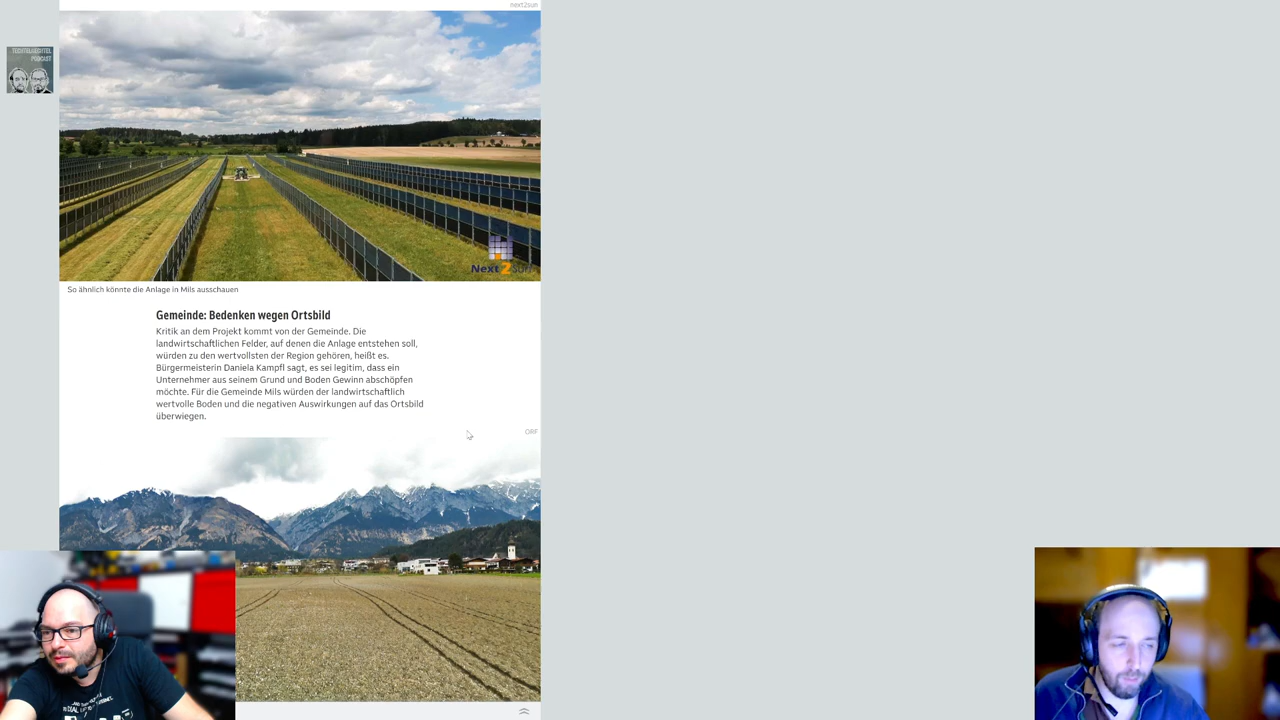 next2sun
TECHTELMECHTEL
PODCAST
Next2Sun
So ähnlich könnte die Anlage in Mils ausschauen
Gemeinde: Bedenken wegen Ortsbild
Kritik an dem Projekt kommt von der Gemeinde. Die
landwirtschaftlichen Felder, auf denen die Anlage entstehen soll,
würden zu den wertvollsten der Region gehören, heißt es.
Bürgermeisterin Daniela Kampfl sagt, es sei legitim, dass ein
Unternehmer aus seinem Grund und Boden Gewinn abschöpfen
möchte. Für die Gemeinde Mils würden der landwirtschaftlich
wertvolle Boden und die negativen Auswirkungen auf das Ortsbild
überwiegen.
ORF